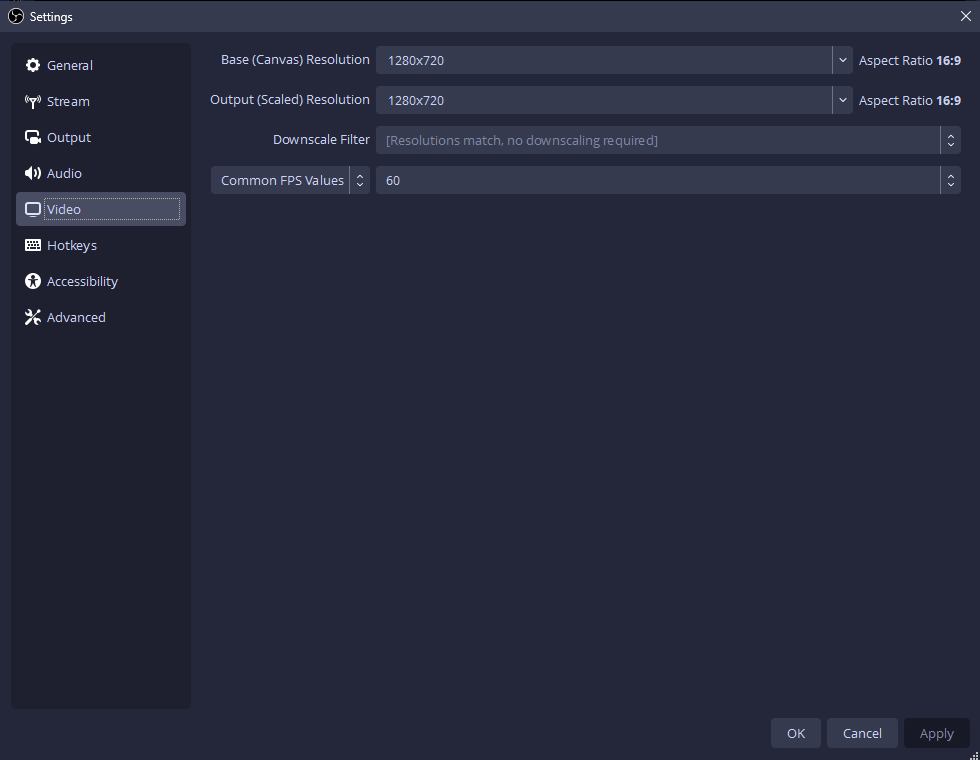 Settings
General
Stream
Output
Audio
Video
Hotkeys
Accessibility
Advanced
Base (Canvas) Resolution 1280x720 Aspect Ratio 16:9
Output (Scaled) Resolution 1280x720 Aspect Ratio 16:9
Downscale Filter [Resolutions match, no downscaling required]
Common FPS Values 60
OK Cancel Apply